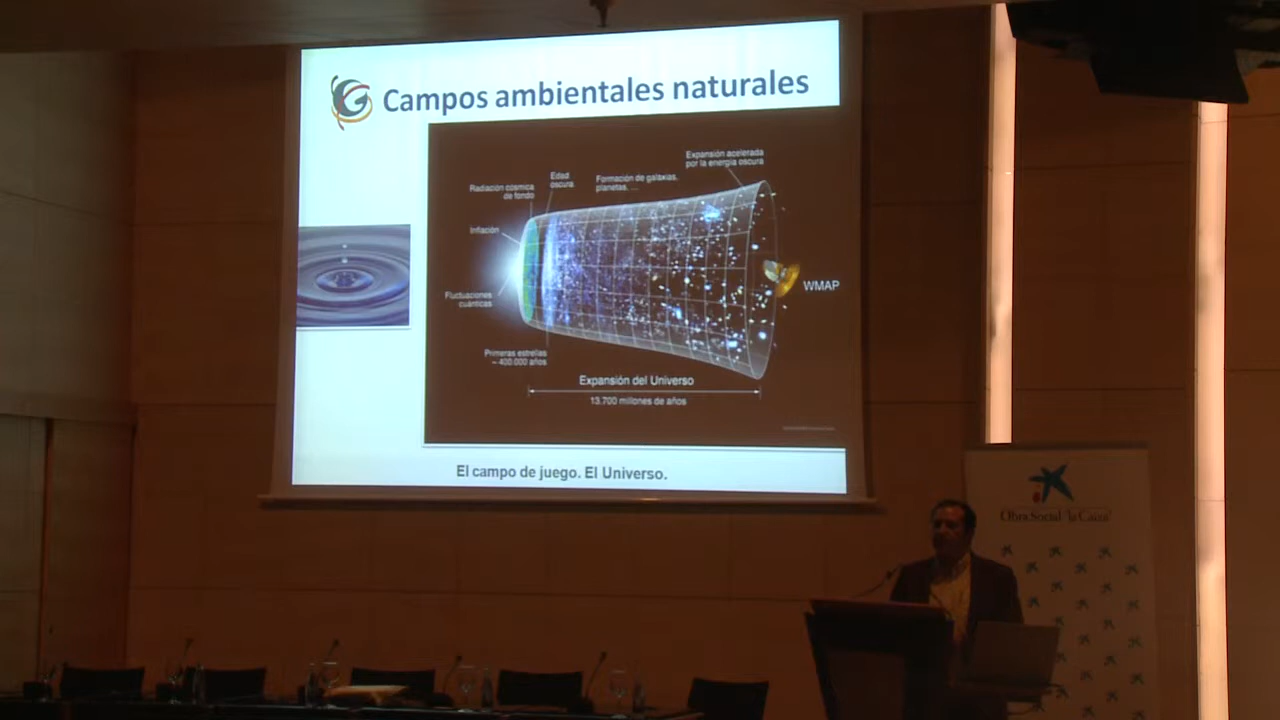 Campos ambientales naturales
Expansión acelerada
por la energía oscura
Edad
oscura
Formación de galaxias,
planetas, ...
Radiación cósmica
de fondo
Inflación
WMAP
Fluctuaciones
cuánticas
Primeras estrellas
~ 400.000 años
Expansión del Universo
13.700 millones de años
El campo de juego. El Universo.
Obra Social "la Caixa"